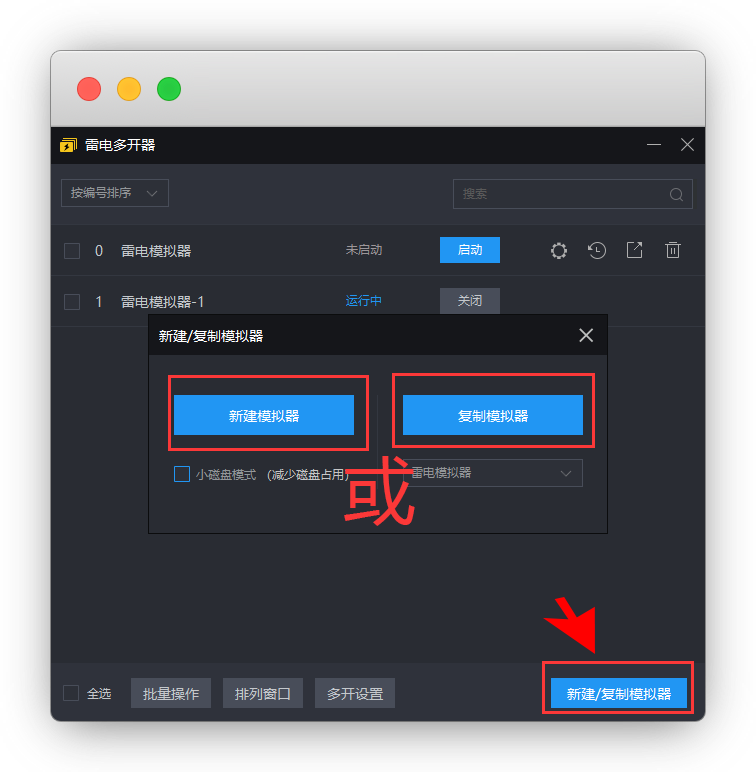 雷电多开器
按编号排序
搜索
0 雷电模拟器 未启动 启动
1 雷电模拟器-1 运行中 关闭
新建/复制模拟器
新建模拟器
复制模拟器
小磁盘模式 (减少磁盘占用)
或
雷电模拟器
全选 批量操作 排列窗口 多开设置 新建/复制模拟器